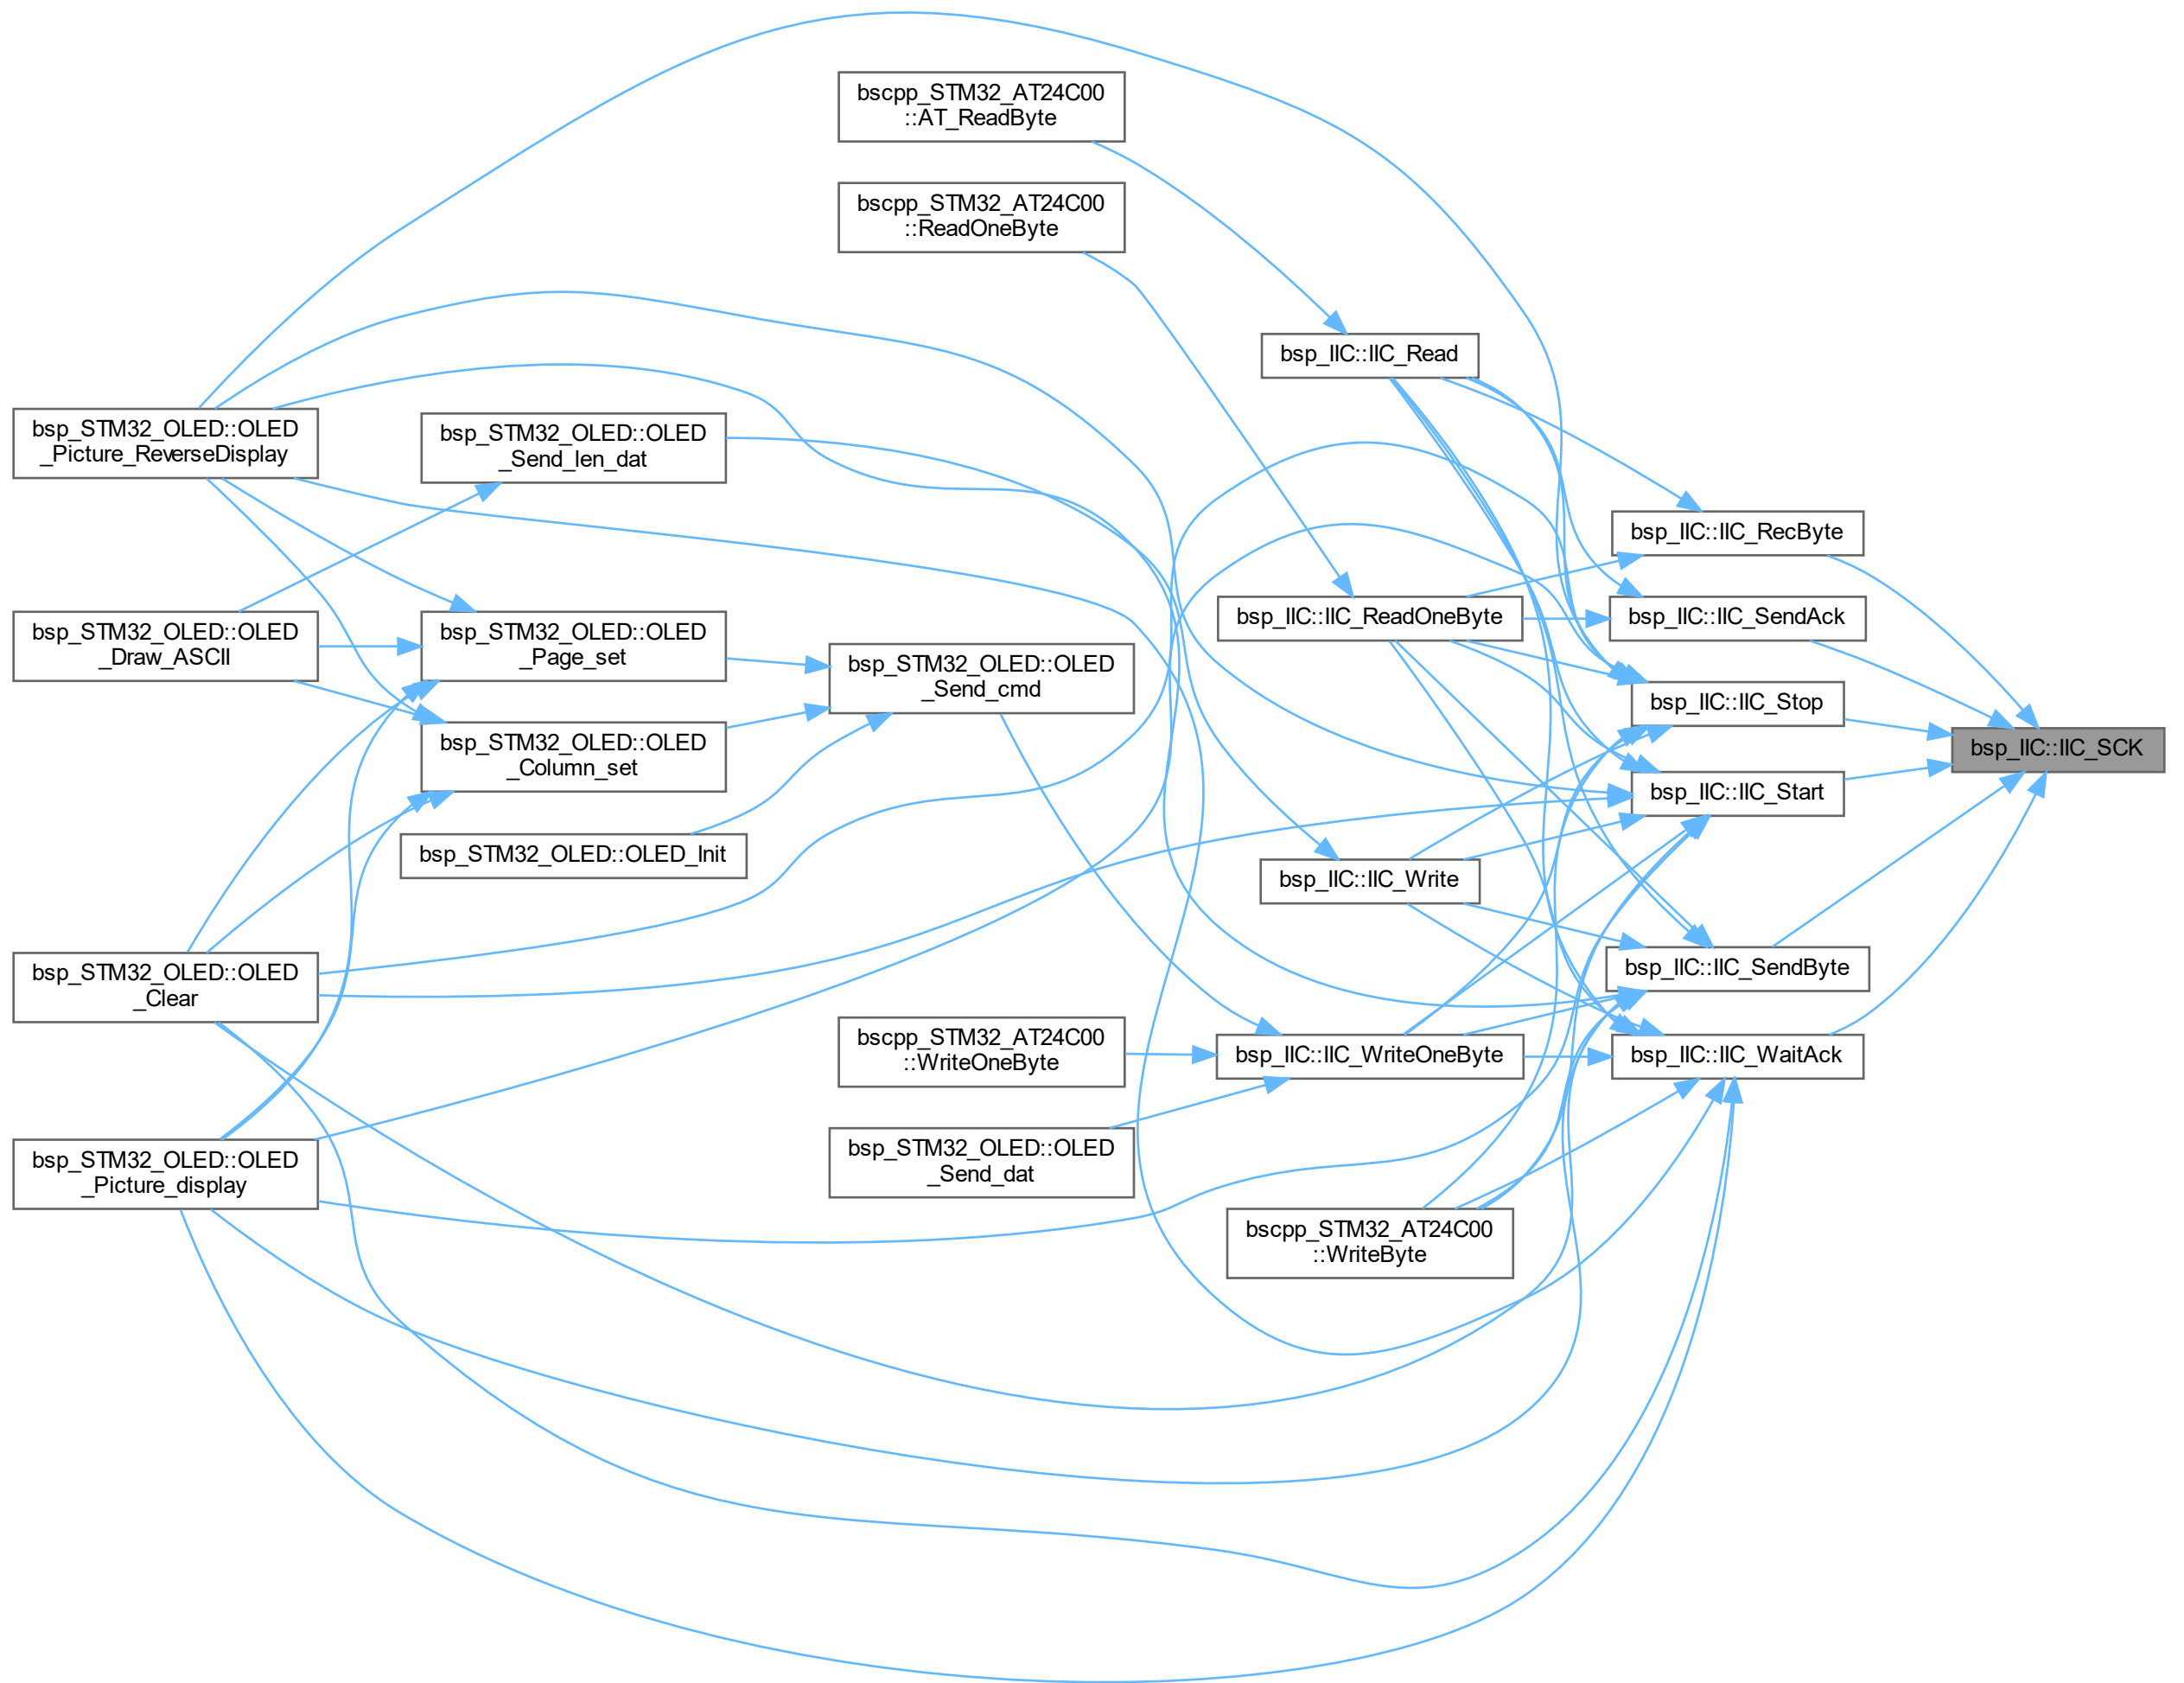 bscpp_STM32_AT24C00
::AT_ReadByte
bscpp_STM32_AT24C00
::ReadOneByte
bsp_IIC::IIC_Read
bsp_STM32_OLED::OLED
_Picture_ReverseDisplay
bsp_STM32_OLED::OLED
_Send_len_dat
bsp_IIC::IIC_RecByte
bsp_IIC::IIC_ReadOneByte
bsp_IIC::IIC_SendAck
bsp_STM32_OLED::OLED
_Draw_ASCII
bsp_STM32_OLED::OLED
_Page_set
bsp_STM32_OLED::OLED
_Send_cmd
bsp_IIC::IIC_Stop
bsp_IIC::IIC_SCK
bsp_STM32_OLED::OLED
_Column_set
bsp_IIC::IIC_Start
bsp_STM32_OLED::OLED_Init
bsp_IIC::IIC_Write
bsp_STM32_OLED::OLED
_Clear
bsp_IIC::IIC_SendByte
bscpp_STM32_AT24C00
::WriteOneByte
bsp_IIC::IIC_WriteOneByte
bsp_IIC::IIC_WaitAck
bsp_STM32_OLED::OLED
_Picture_display
bsp_STM32_OLED::OLED
_Send_dat
bscpp_STM32_AT24C00
::WriteByte